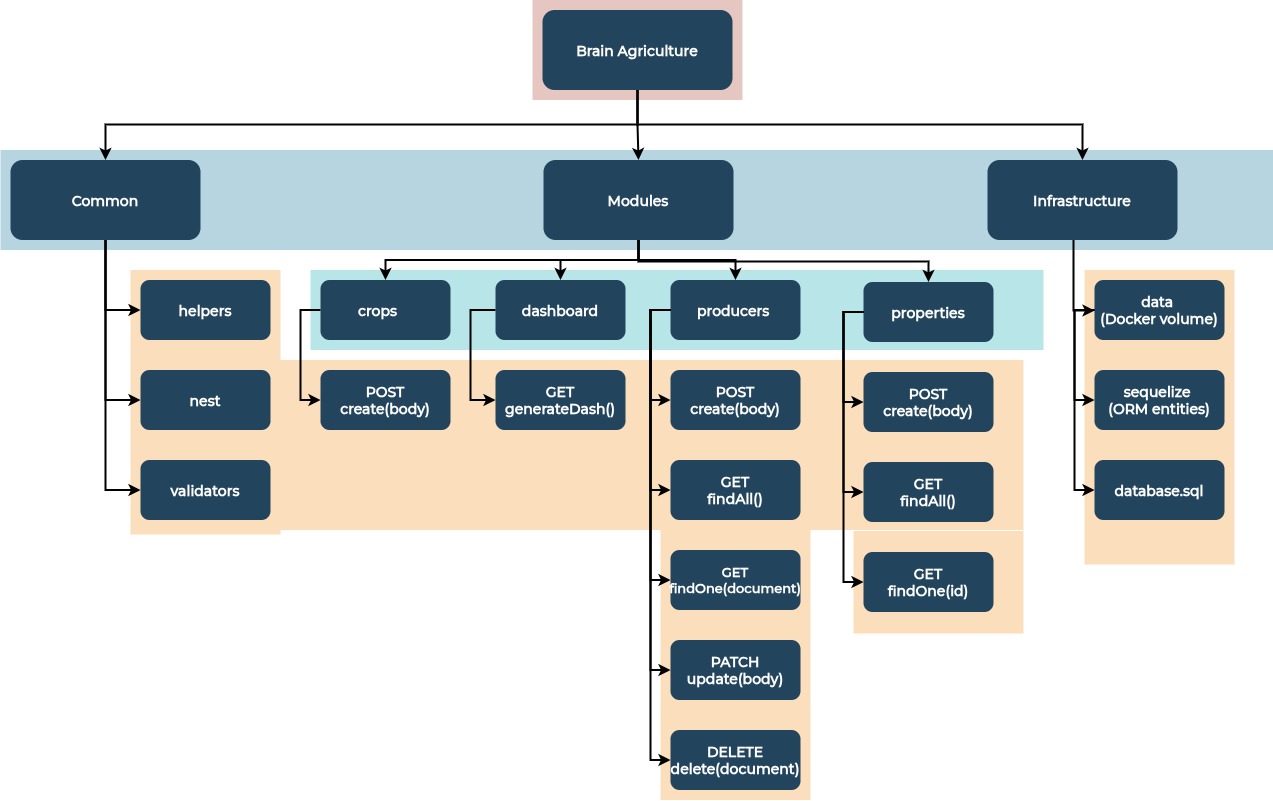 Brain Agriculture
Common
Modules
Infrastructure
helpers
crops
dashboard
producers
properties
data
(Docker volume)
nest
POST
create(body)
GET
generateDash()
POST
create(body)
POST
create(body)
sequelize
(ORM entities)
validators
GET
findAll()
GET
findAll()
database.sql
GET
findOne(document)
GET
findOne(id)
PATCH
update(body)
DELETE
delete(document)